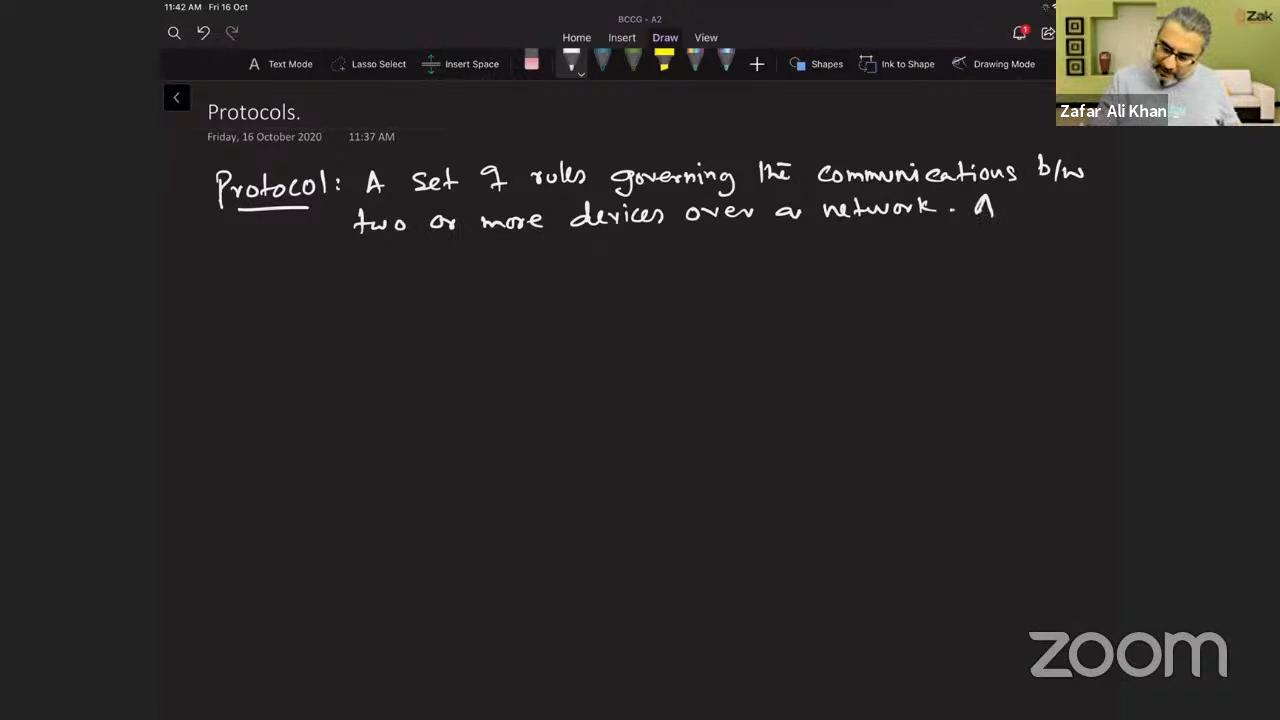 11:42 AM Fri 16 Oct
BCCG - A2
Home Insert Draw View
1
A Text Mode Lasso Select Insert Space Shapes Ink to Shape Drawing Mode
Zak
Zafar Ali Khan
Protocols.
Friday, 16 October 2020 11:37 AM
Protocol: A set of rules governing the communications b/w
two or more devices over a network. A
zoom